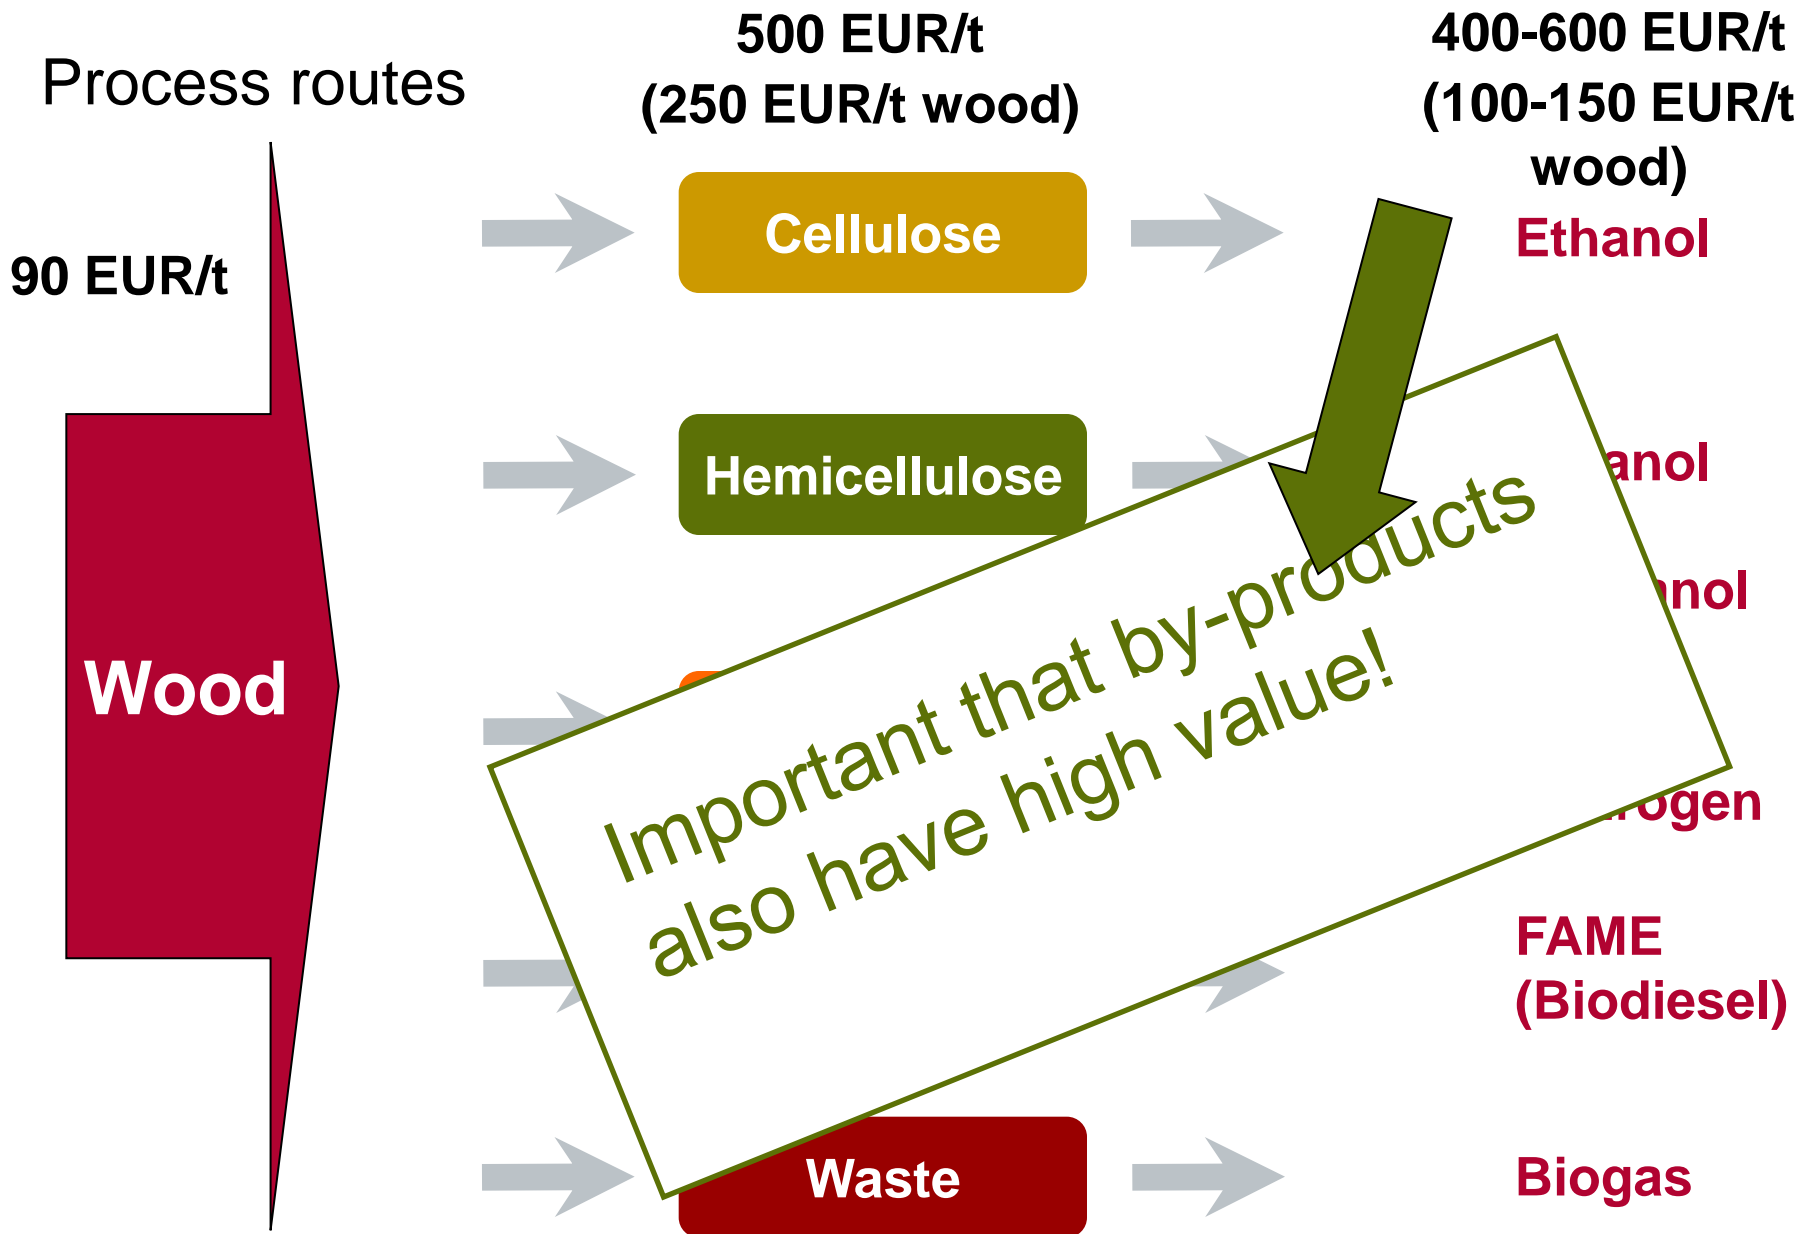 Process routes
500 EUR/t
(250 EUR/t wood)
400-600 EUR/t
(100-150 EUR/t
wood)
90 EUR/t
Wood
Cellulose
Ethanol
Hemicellulose
Important that by-products
also have high value!
FAME
(Biodiesel)
Waste
Biogas